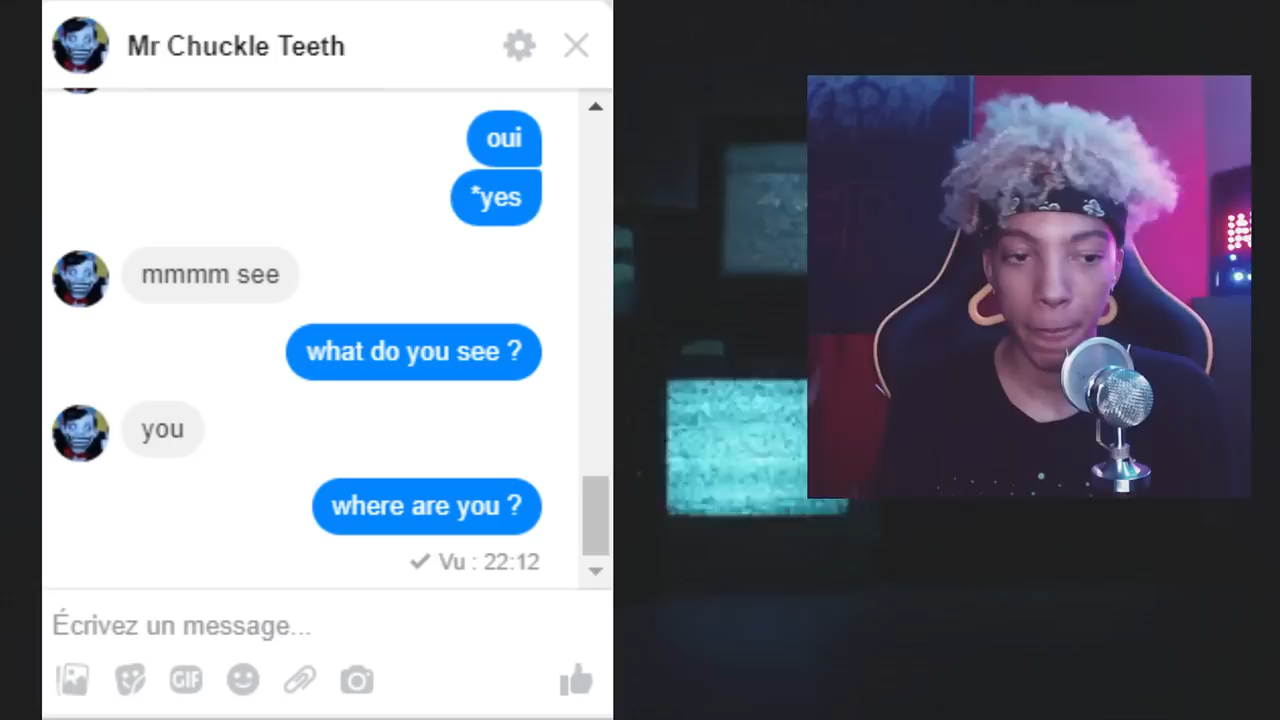 Mr Chuckle Teeth
oui
*yes
mmmm see
what do you see ?
you
where are you ?
Vu : 22:12
Écrivez un message...
GIF